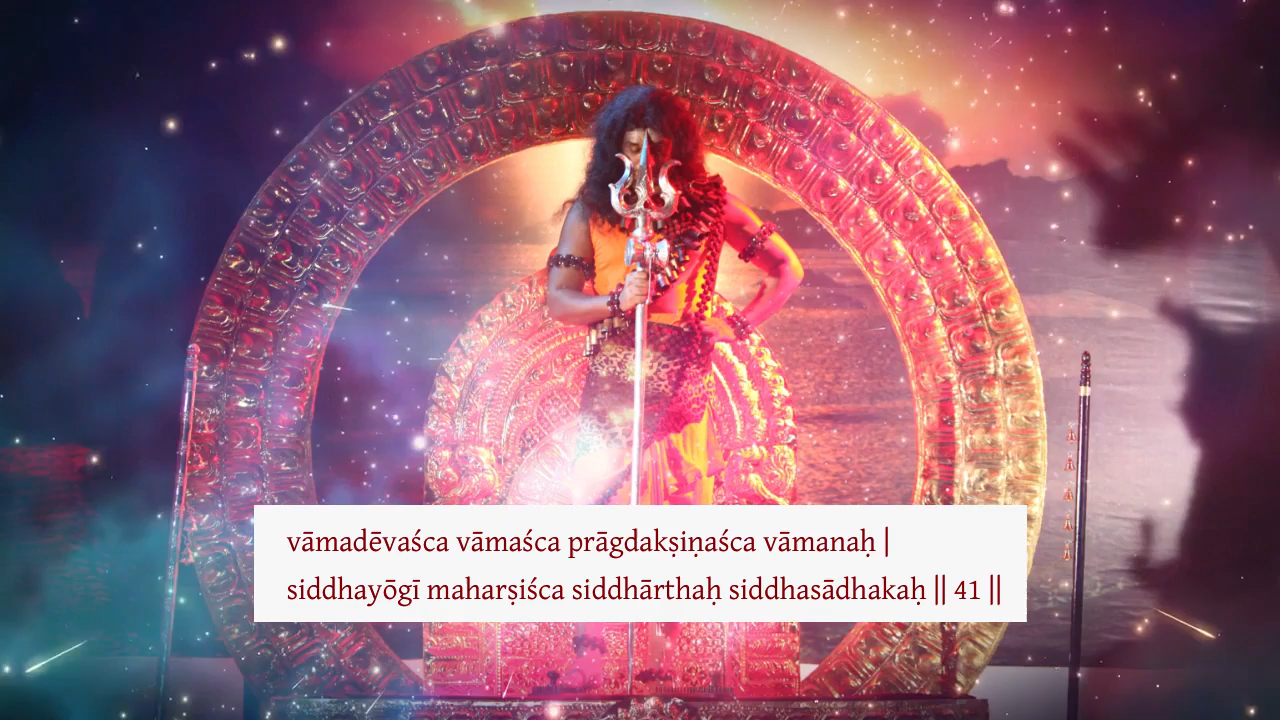 vāmadēvaśca vāmaśca prāgdakṣiṇaśca vāmanaḥ |
siddhayōgī maharṣiśca siddhārthaḥ siddhasādhakaḥ || 41 ||